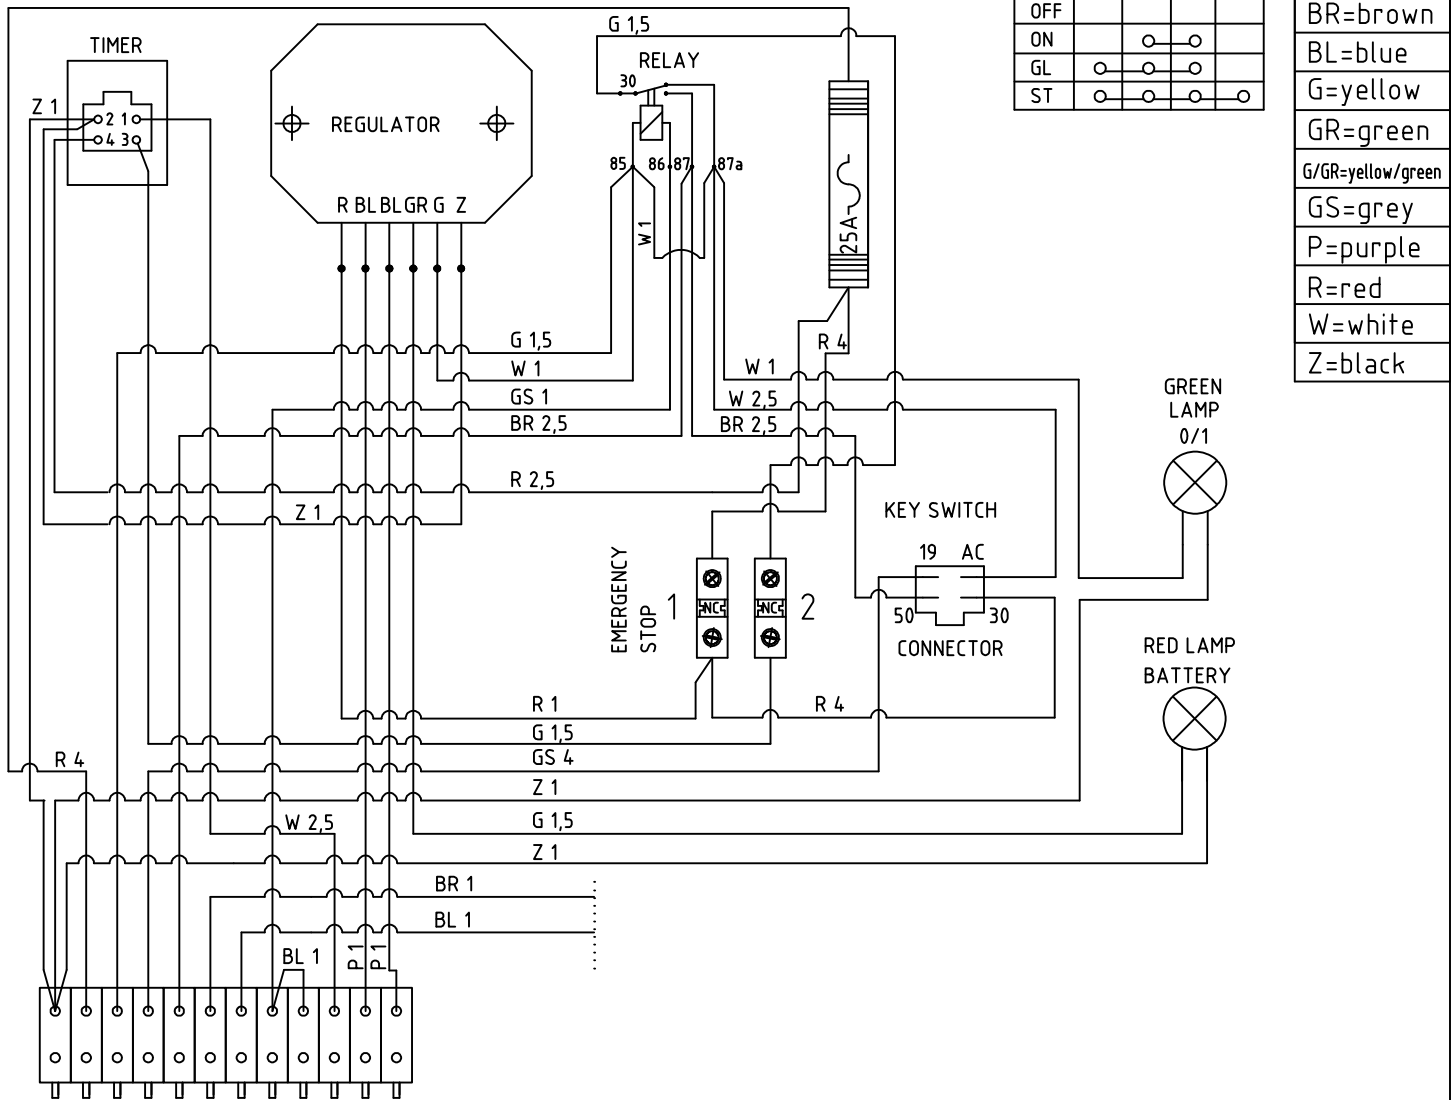 G 1,5
OFF
ON
GL
ST
BR=brown
BL=blue
G=yellow
GR=green
G/GR=yellow/green
GS=grey
P=purple
R=red
W=white
Z=black
TIMER
RELAY
30
Z 1
2 1
4 3
REGULATOR
85
86
87
87a
R BL BL GR G Z
W 1
25A
G 1,5
R 4
W 1
W 1
GS 1
W 2,5
BR 2,5
BR 2,5
GREEN
LAMP
0/1
R 2,5
Z 1
KEY SWITCH
19 AC
EMERGENCY
STOP
1
NC
NC
2
50
30
CONNECTOR
RED LAMP
BATTERY
R 1
R 4
G 1,5
R 4
GS 4
Z 1
W 2,5
G 1,5
Z 1
BR 1
BL 1
BL 1
P 1
P 1